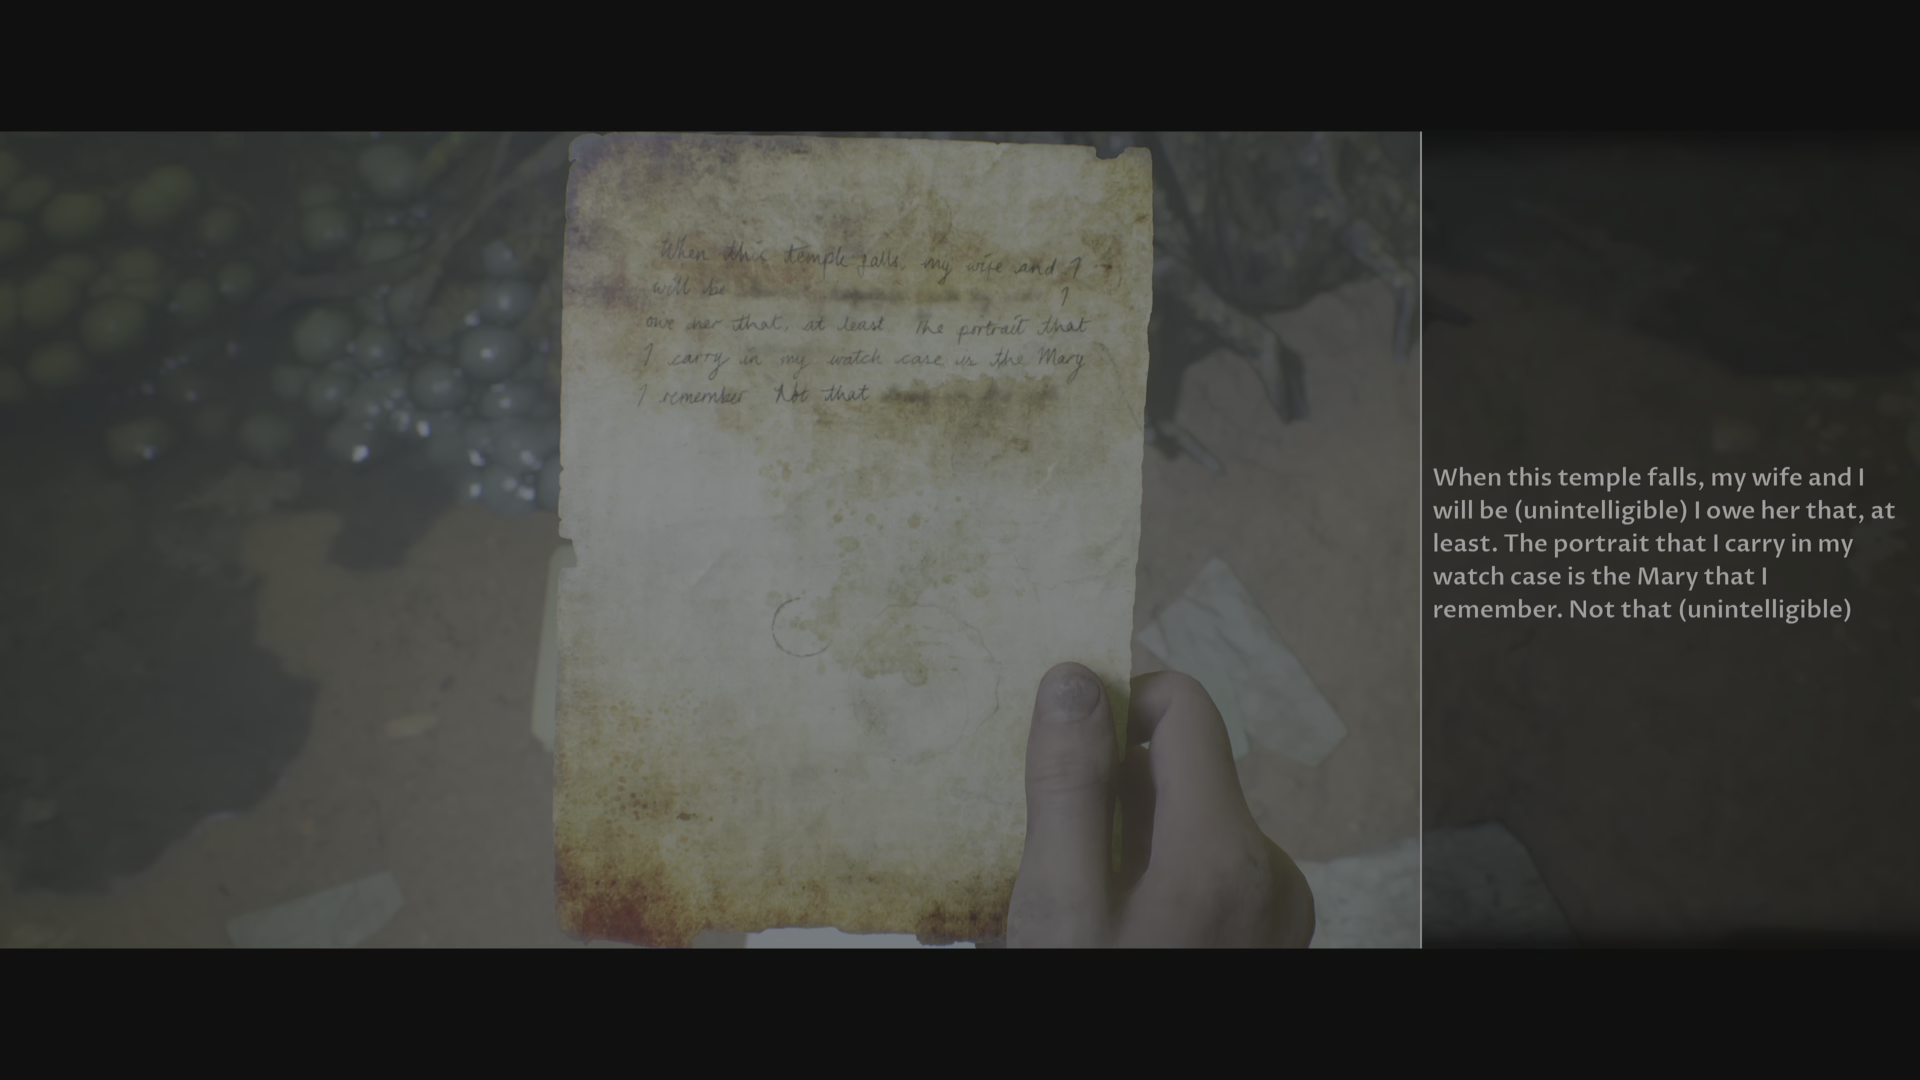 When this temple falls, my wife and I
will be
I
owe her that, at least. The portrait that
I carry in my watch case is the Mary
I remember. Not that
When this temple falls, my wife and I
will be (unintelligible) I owe her that, at
least. The portrait that I carry in my
watch case is the Mary that I
remember. Not that (unintelligible)